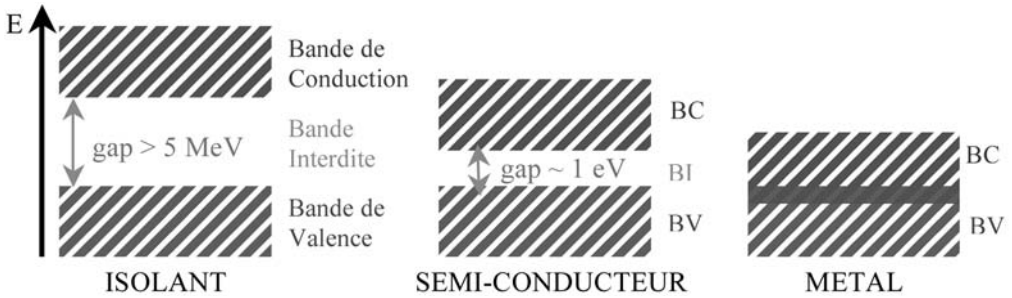 E
Bande de
Conduction
gap > 5 MeV
Bande
Interdite
Bande de
Valence
ISOLANT
BC
gap ~ 1 eV
BI
BV
SEMI-CONDUCTEUR
BC
BV
METAL